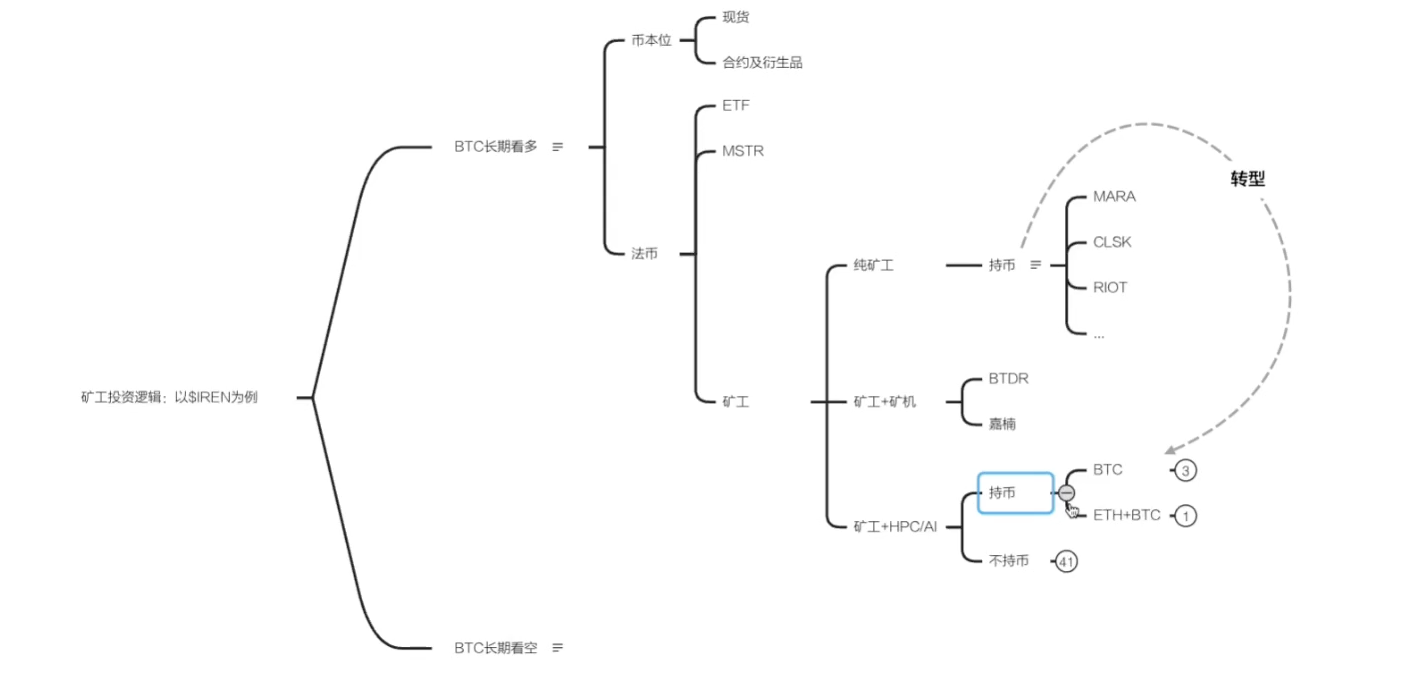 矿工投资逻辑：以$IREN为例
BTC长期看多
币本位
现货
合约及衍生品
法币
ETF
MSTR
矿工
纯矿工
持币
MARA
CLSK
RIOT
...
转型
矿工+矿机
BTDR
嘉楠
矿工+HPC/AI
持币
BTC
3
ETH+BTC
1
不持币
41
BTC长期看空